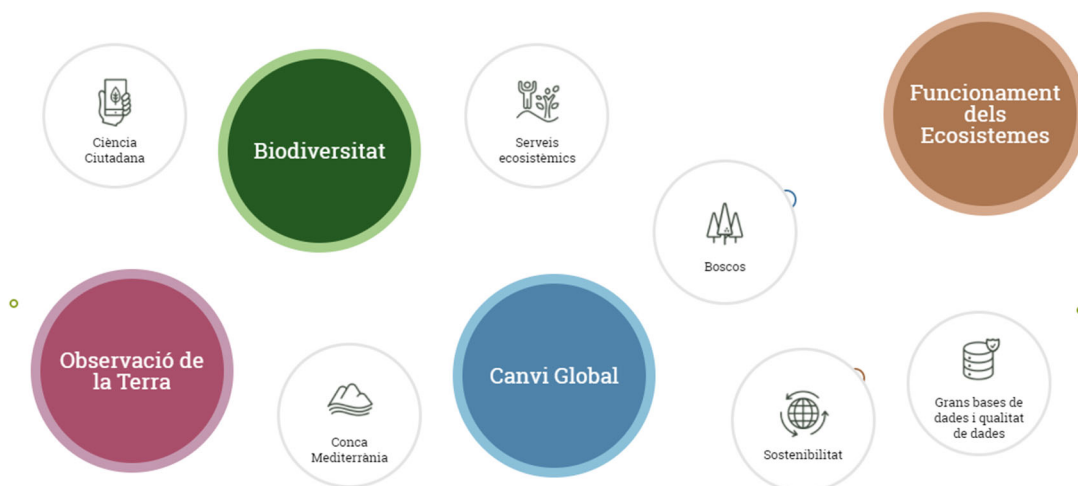 Ciència
Ciutadana
Biodiversitat
Serveis
ecosistèmics
Funcionament
dels
Ecosistemes
Boscos
Observació de
la Terra
Conca
Mediterrània
Canvi Global
Sostenibilitat
Grans bases de
dades i qualitat
de dades